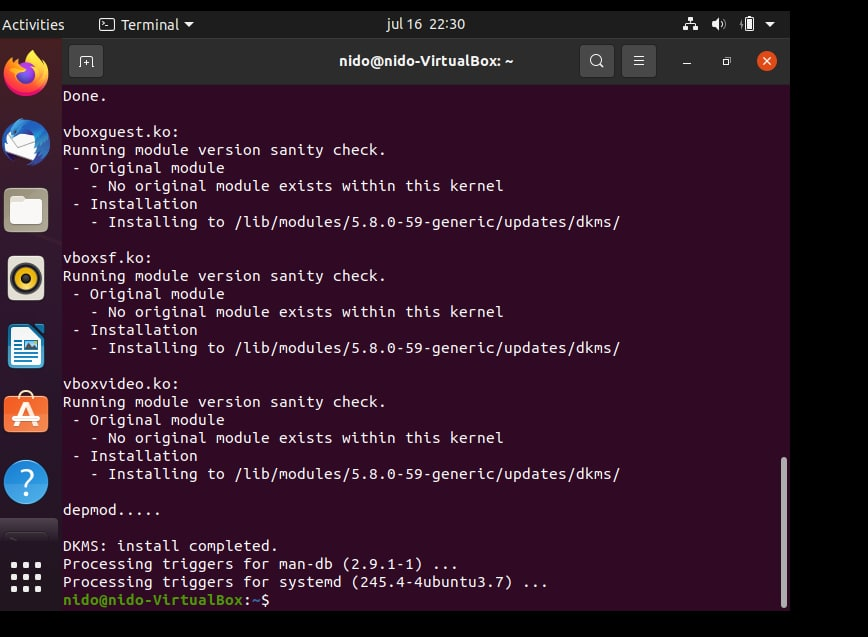 Activities
Terminal
jul 16 22:30
nido@nido-VirtualBox: ~
Done.
vboxguest.ko:
Running module version sanity check.
- Original module
- No original module exists within this kernel
- Installation
- Installing to /lib/modules/5.8.0-59-generic/updates/dkms/
vboxsf.ko:
Running module version sanity check.
- Original module
- No original module exists within this kernel
- Installation
- Installing to /lib/modules/5.8.0-59-generic/updates/dkms/
vboxvideo.ko:
Running module version sanity check.
- Original module
- No original module exists within this kernel
- Installation
- Installing to /lib/modules/5.8.0-59-generic/updates/dkms/
depmod.....
DKMS: install completed.
Processing triggers for man-db (2.9.1-1) ...
Processing triggers for systemd (245.4-4ubuntu3.7) ...
nido@nido-VirtualBox:~$